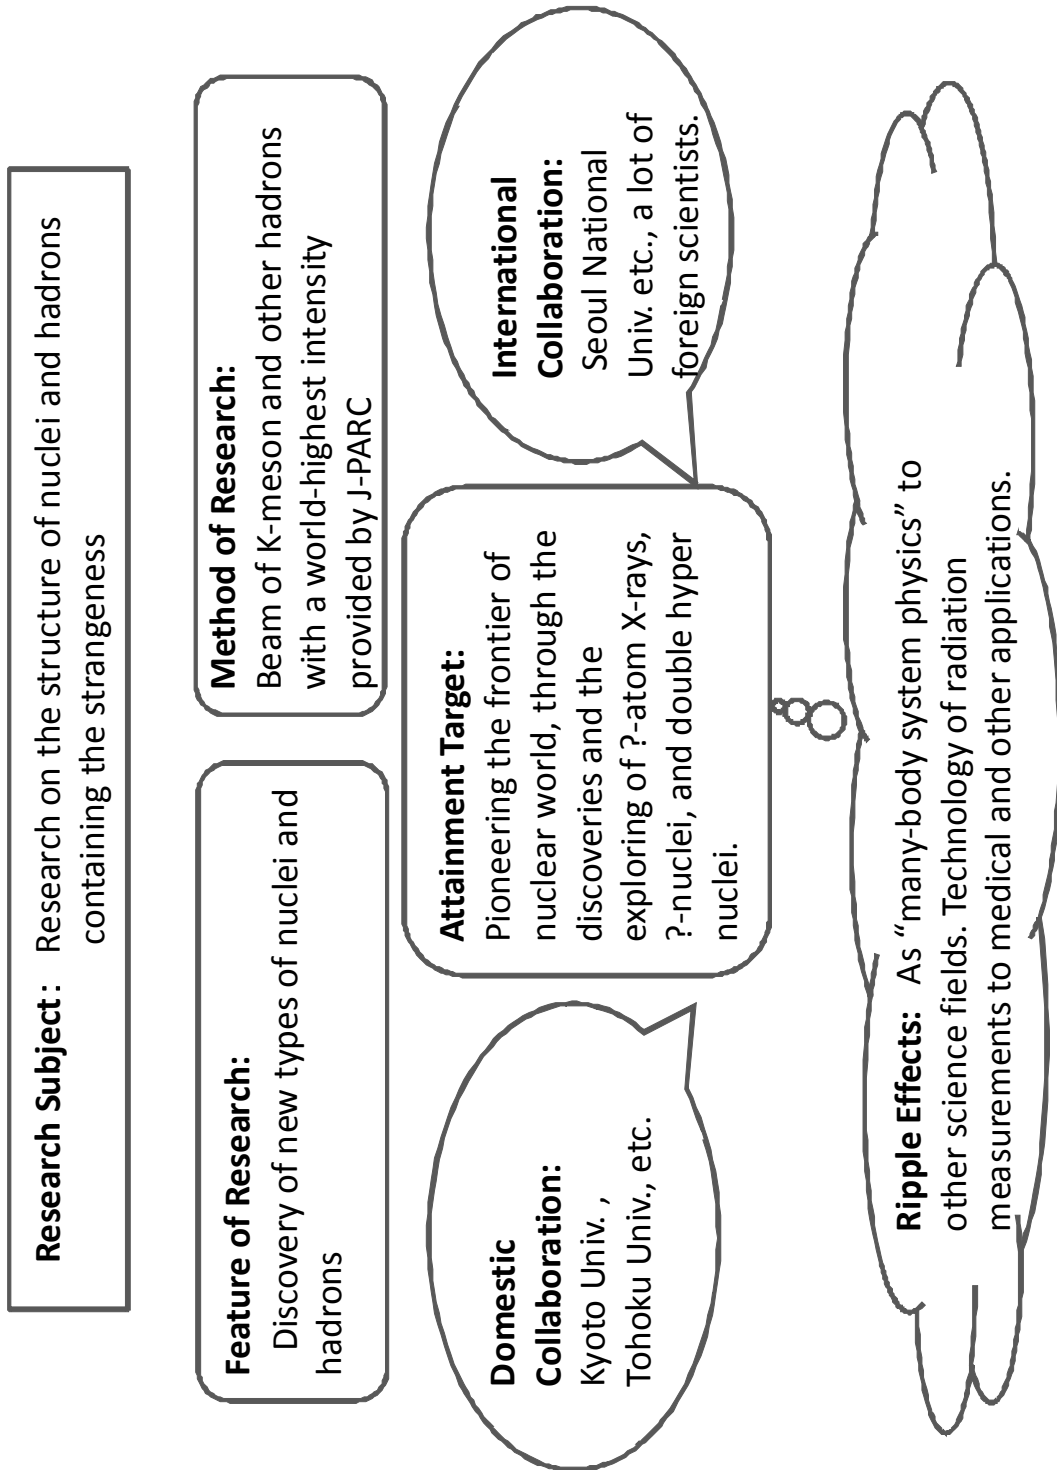 Research Subject: Research on the structure of nuclei and hadrons
containing the strangeness
Feature of Research:
Discovery of new types of nuclei and
hadrons
Method of Research:
Beam of K-meson and other hadrons
with a world-highest intensity
provided by J-PARC
Domestic
Collaboration:
Kyoto Univ. ,
Tohoku Univ., etc.
Attainment Target:
Pioneering the frontier of
nuclear world, through the
discoveries and the
exploring of ?-atom X-rays,
?-nuclei, and double hyper
nuclei.
International
Collaboration:
Seoul National
Univ. etc., a lot of
foreign scientists.
Ripple Effects: As “many-body system physics” to
other science fields. Technology of radiation
measurements to medical and other applications.